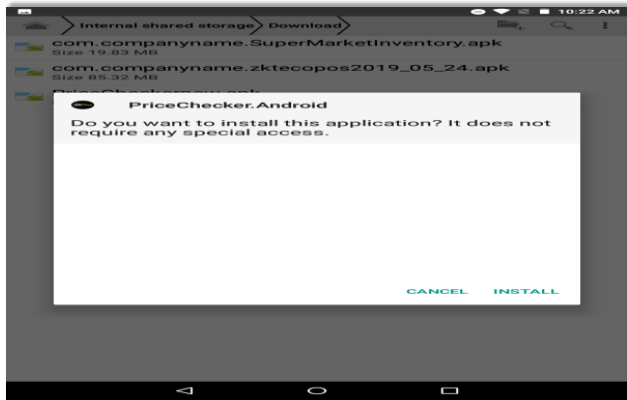 10:22 AM
Internal shared storage Download
com.companyname.SuperMarketInventory.apk
Size 19.83 MB
com.companyname.zktecopos2019_05_24.apk
Size 85.32 MB
PriceCheckernow.apk
PriceChecker.Android
Do you want to install this application? It does not
require any special access.
CANCEL INSTALL